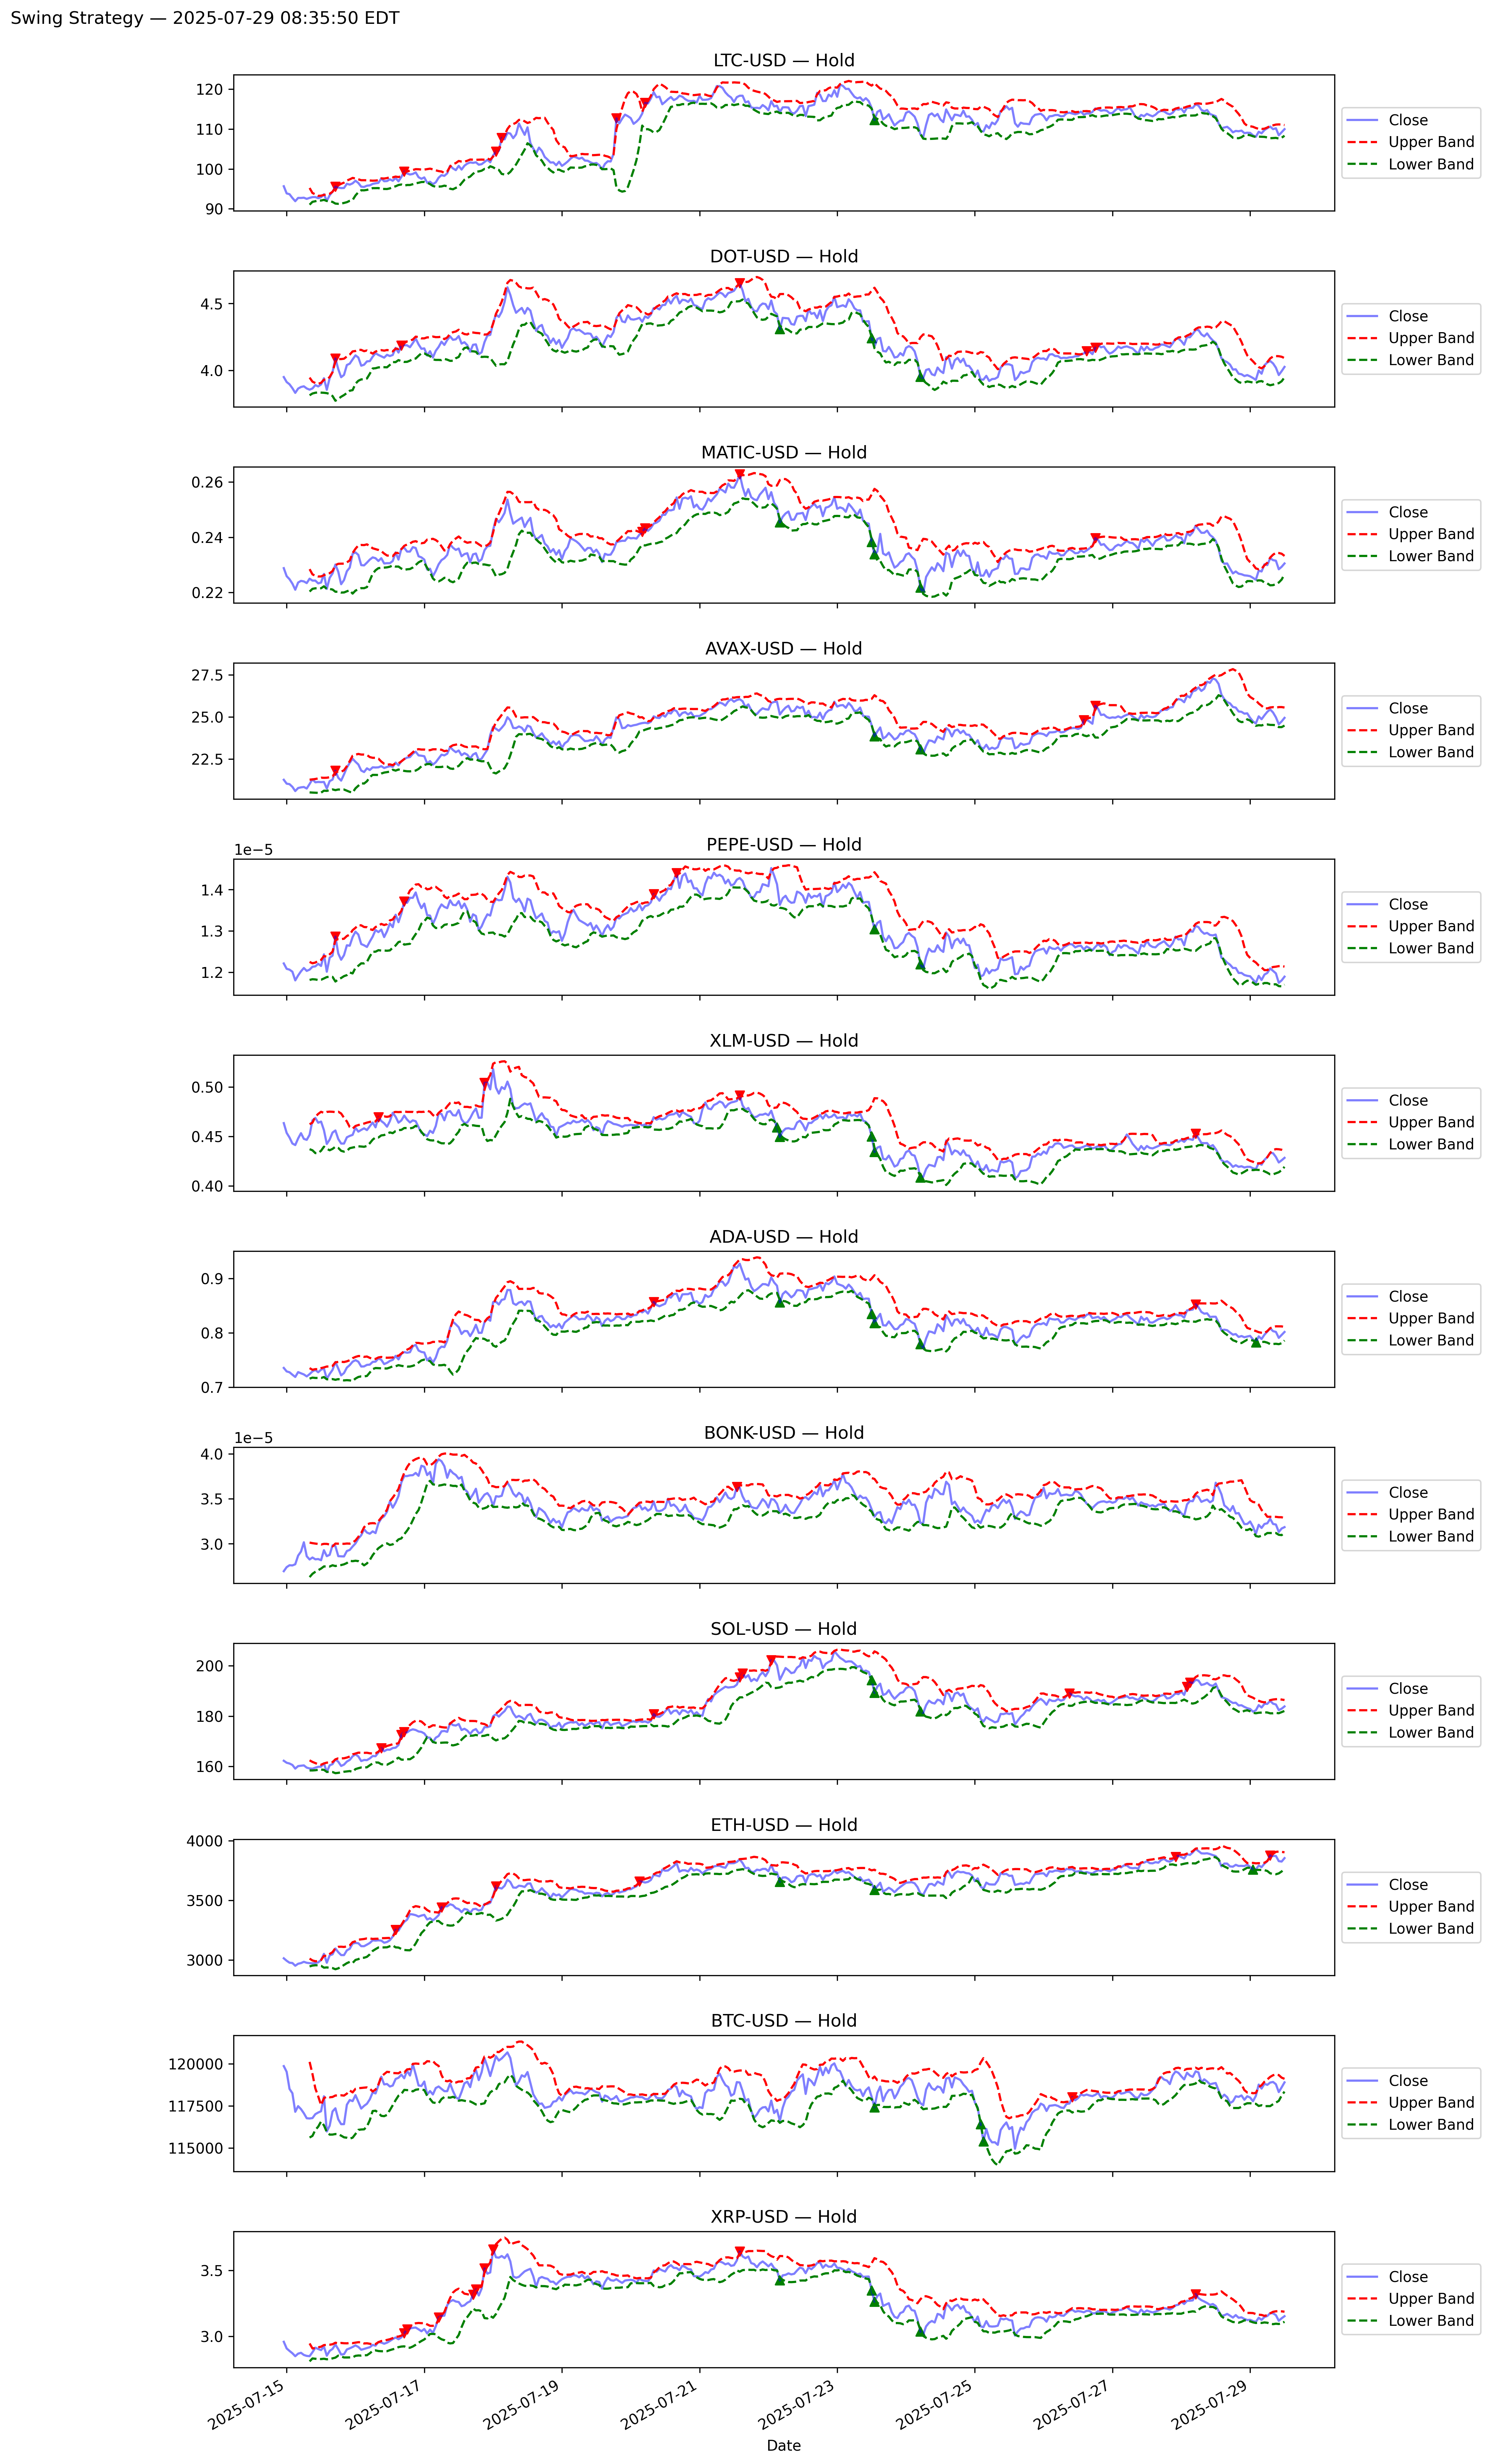 Swing Strategy — 2025-07-29 08:35:50 EDT
LTC-USD — Hold
120
110
100
90
Close
Upper Band
Lower Band
DOT-USD — Hold
4.5
4.0
Close
Upper Band
Lower Band
MATIC-USD — Hold
0.26
0.24
0.22
Close
Upper Band
Lower Band
AVAX-USD — Hold
27.5
25.0
22.5
Close
Upper Band
Lower Band
PEPE-USD — Hold
1e−5
1.4
1.3
1.2
Close
Upper Band
Lower Band
XLM-USD — Hold
0.50
0.45
0.40
Close
Upper Band
Lower Band
ADA-USD — Hold
0.9
0.8
0.7
Close
Upper Band
Lower Band
BONK-USD — Hold
1e−5
4.0
3.5
3.0
Close
Upper Band
Lower Band
SOL-USD — Hold
200
180
160
Close
Upper Band
Lower Band
ETH-USD — Hold
4000
3500
3000
Close
Upper Band
Lower Band
BTC-USD — Hold
120000
117500
115000
Close
Upper Band
Lower Band
XRP-USD — Hold
3.5
3.0
Close
Upper Band
Lower Band
2025-07-15
2025-07-17
2025-07-19
2025-07-21
2025-07-23
2025-07-25
2025-07-27
2025-07-29
Date